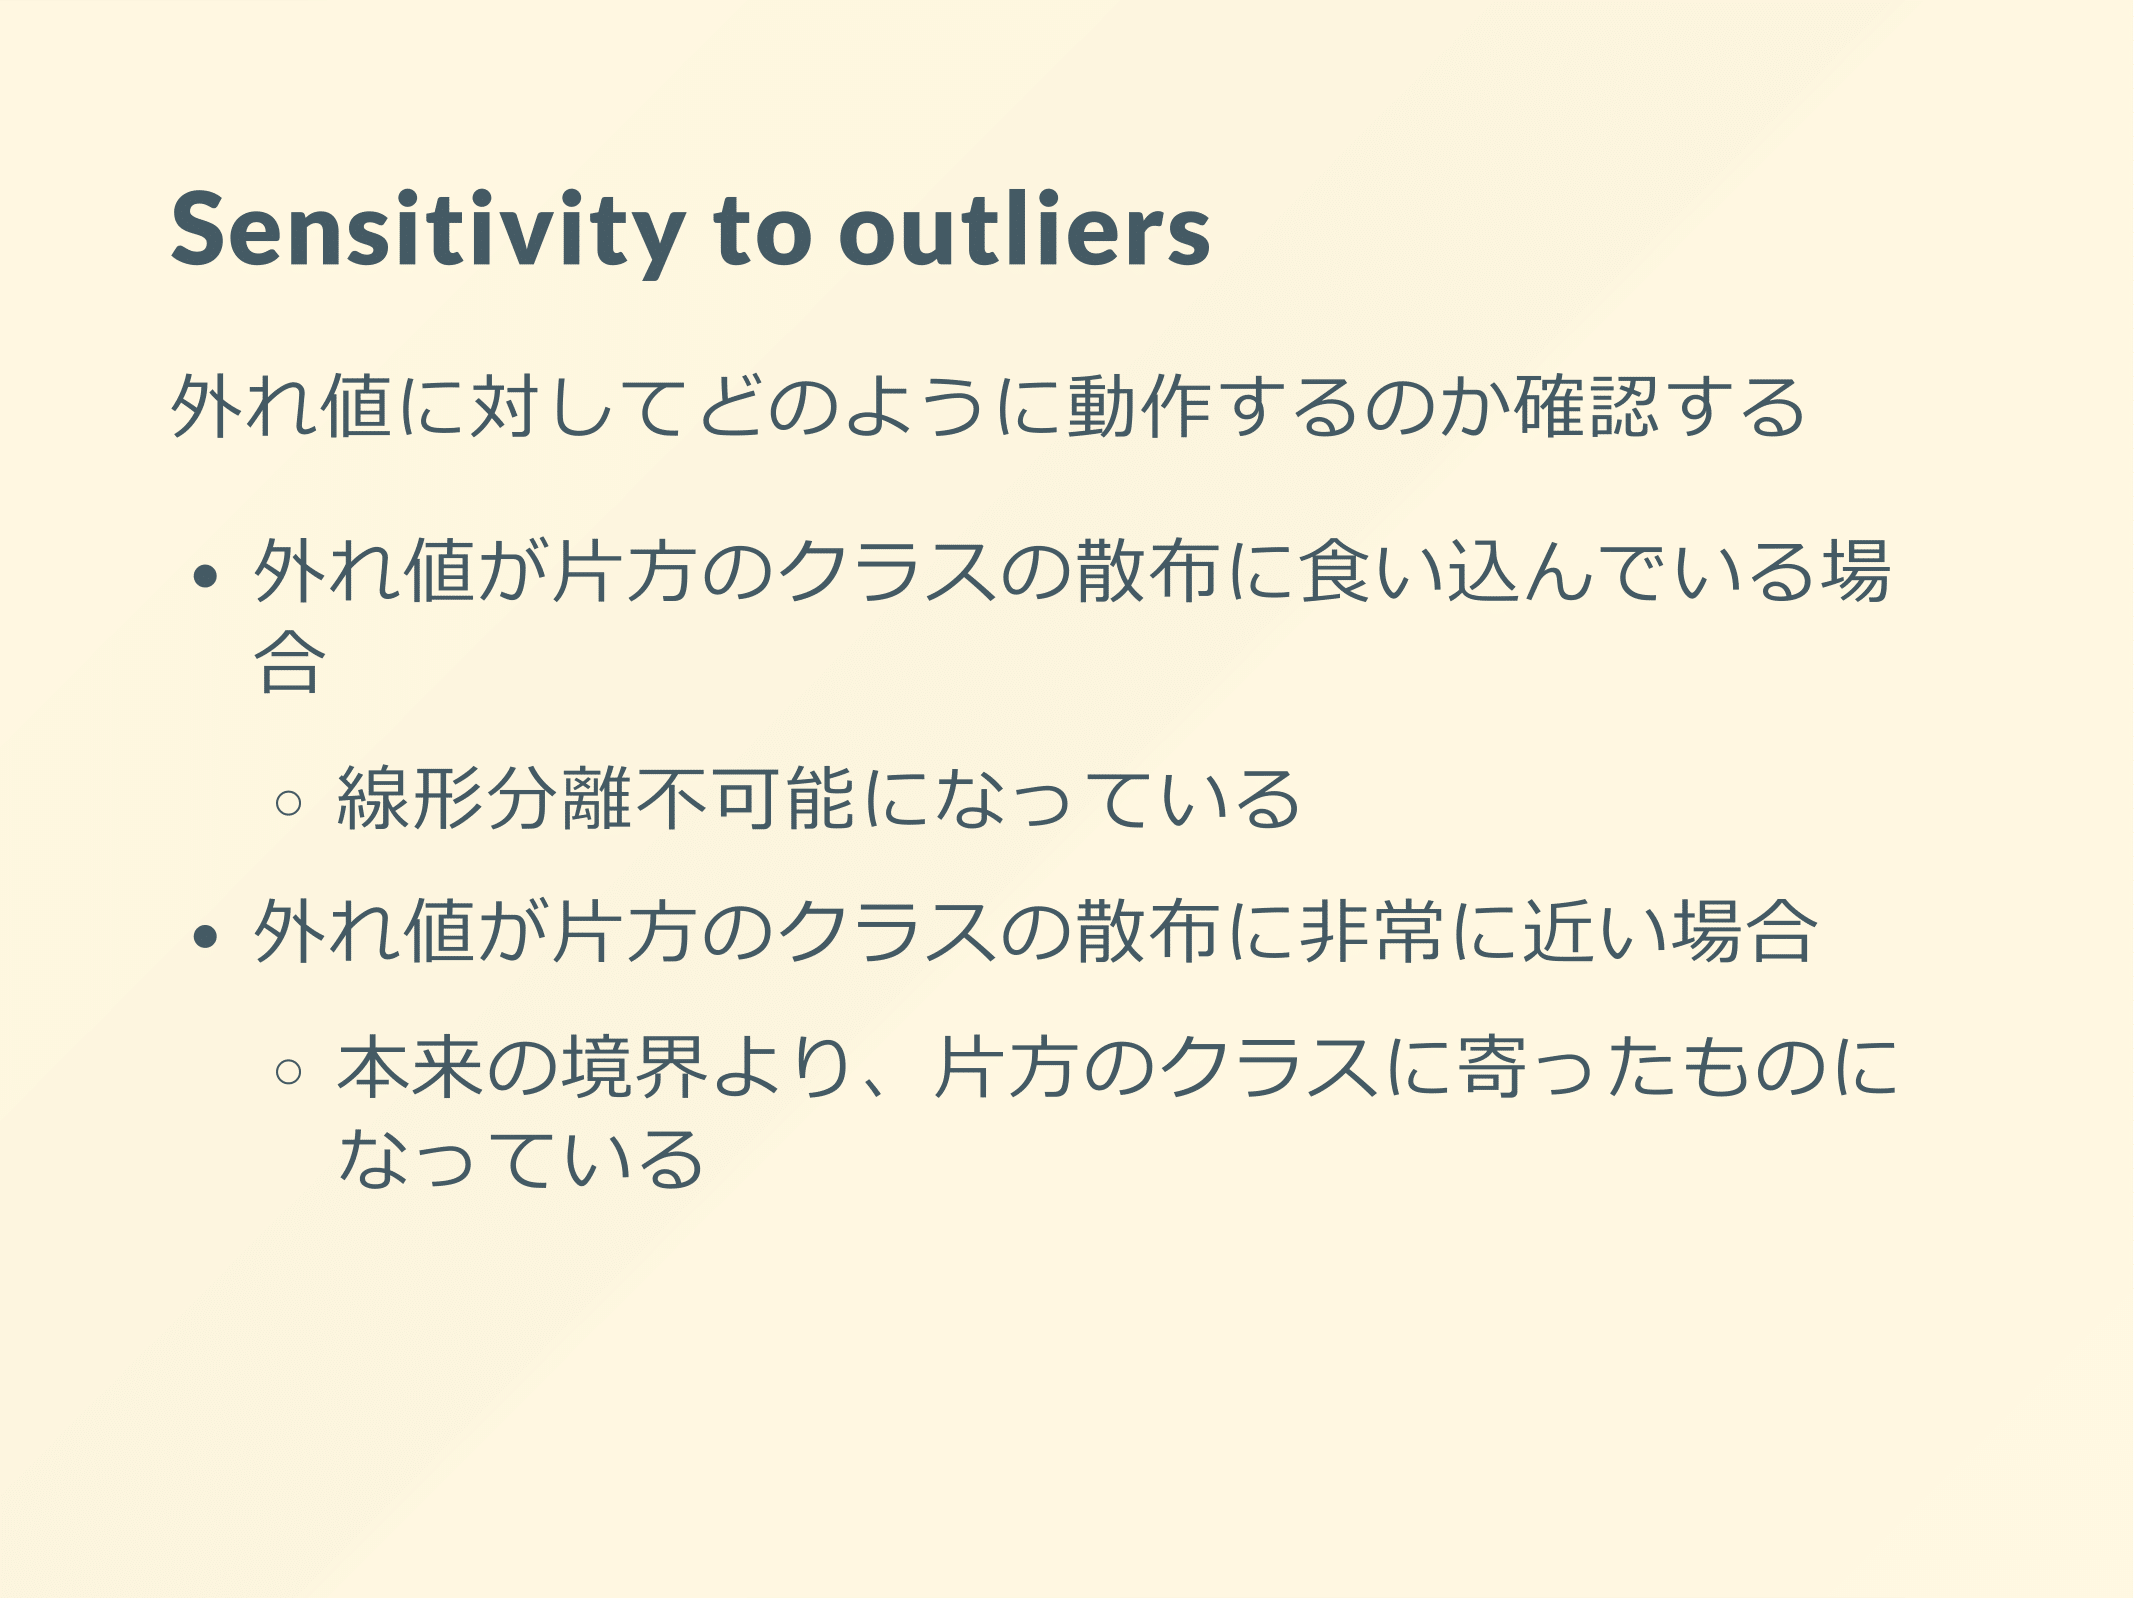 Sensitivity to outliers
外れ値に対してどのように動作するのか確認する
• 外れ値が片方のクラスの散布に食い込んでいる場
合
○ 線形分離不可能になっている
• 外れ値が片方のクラスの散布に非常に近い場合
○ 本来の境界より、片方のクラスに寄ったものに
なっている